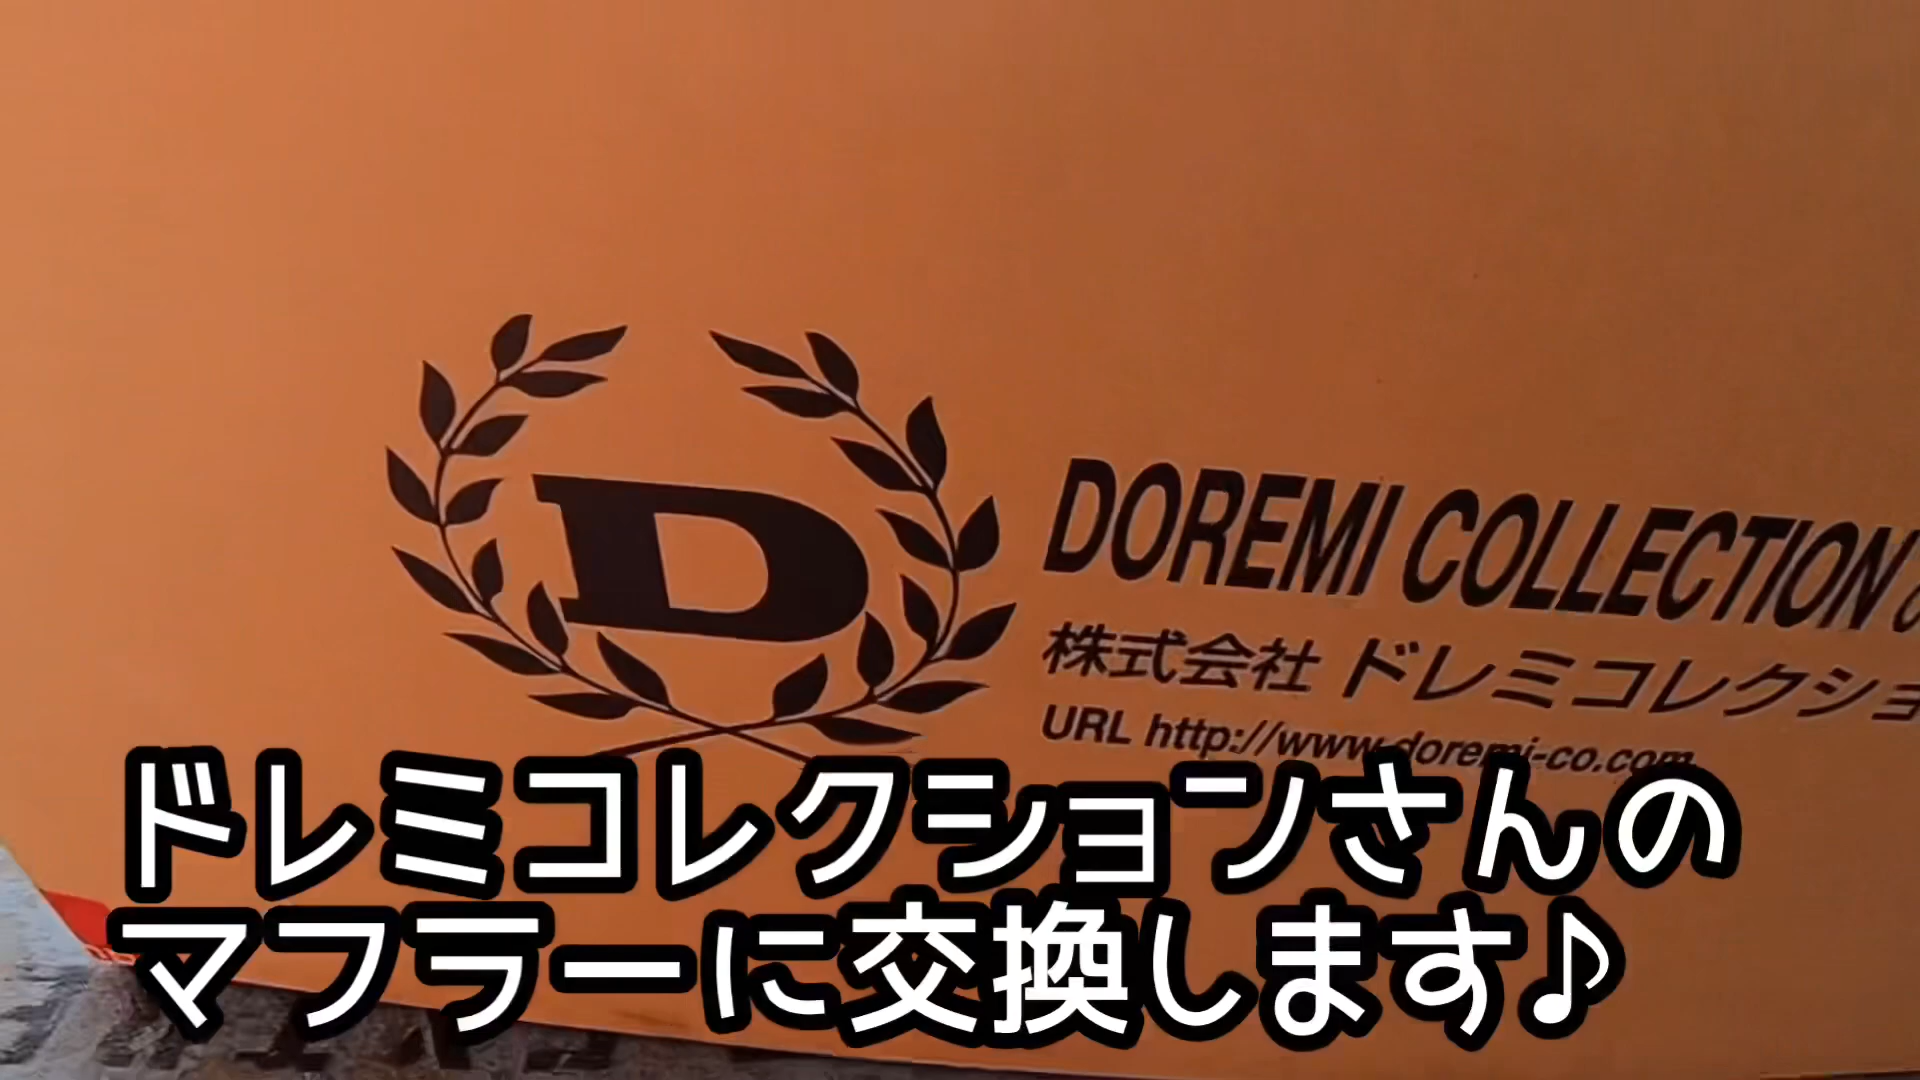 D
DOREMI COLLECTION
株式会社 ドレミコレクショ
URL http://www.doremi-co.com
ドレミコレクションさんの
マフラーに交換します♪